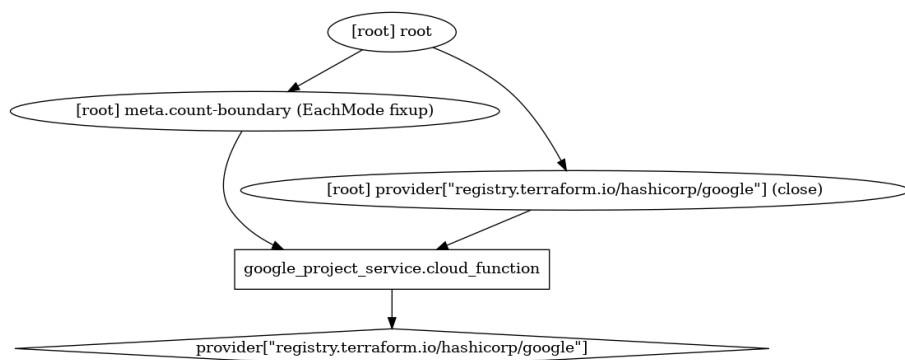 [root] root
[root] meta.count-boundary (EachMode fixup)
[root] provider["registry.terraform.io/hashicorp/google"] (close)
google_project_service.cloud_function
provider["registry.terraform.io/hashicorp/google"]